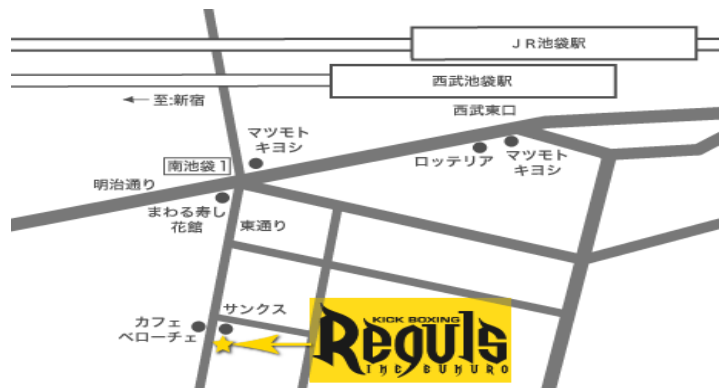 JR池袋駅
西武池袋駅
← 至:新宿
西武東口
マツモト
キヨシ
南池袋1
ロッテリア
マツモト
キヨシ
明治通り
まわる寿し
花館
東通り
サンクス
カフェ
ベローチェ
KICK BOXING
Reguls
IKE BUKURO